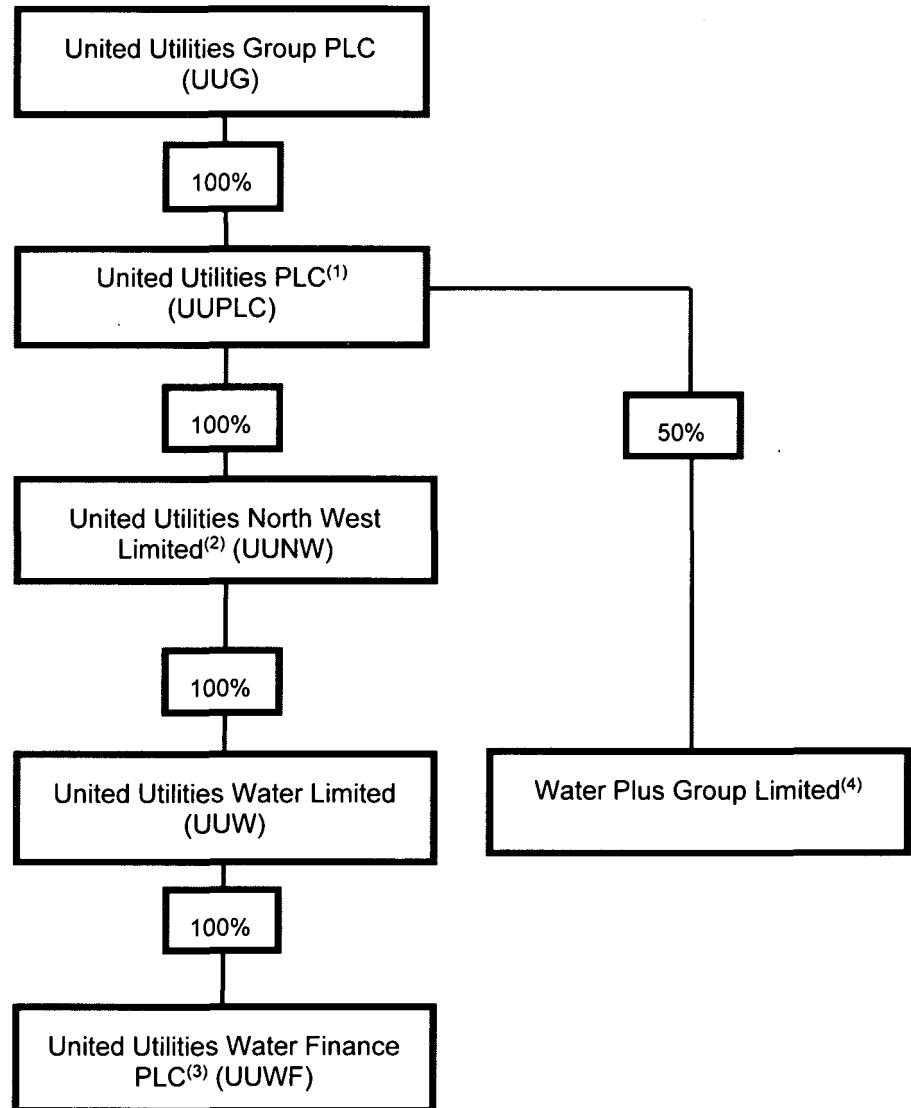 United Utilities Group PLC
(UUG)
100%
United Utilities PLC(1)
(UUPLC)
100%
50%
United Utilities North West
Limited(2) (UUNW)
100%
United Utilities Water Limited
(UUW)
Water Plus Group Limited(4)
100%
United Utilities Water Finance
PLC(3) (UUWF)